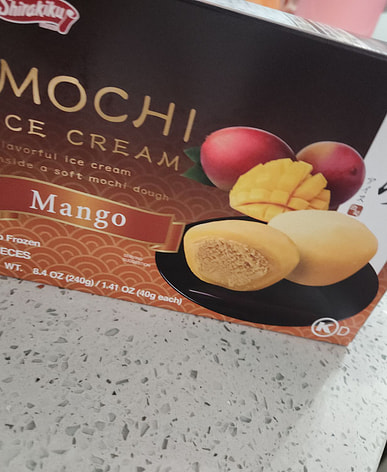 Shirakiku
MOCHI
ICE CREAM
flavorful ice cream
inside a soft mochi dough
Mango
Frozen
PIECES
WT. 8.4 OZ (240g) / 1.41 OZ (40g each)
K D